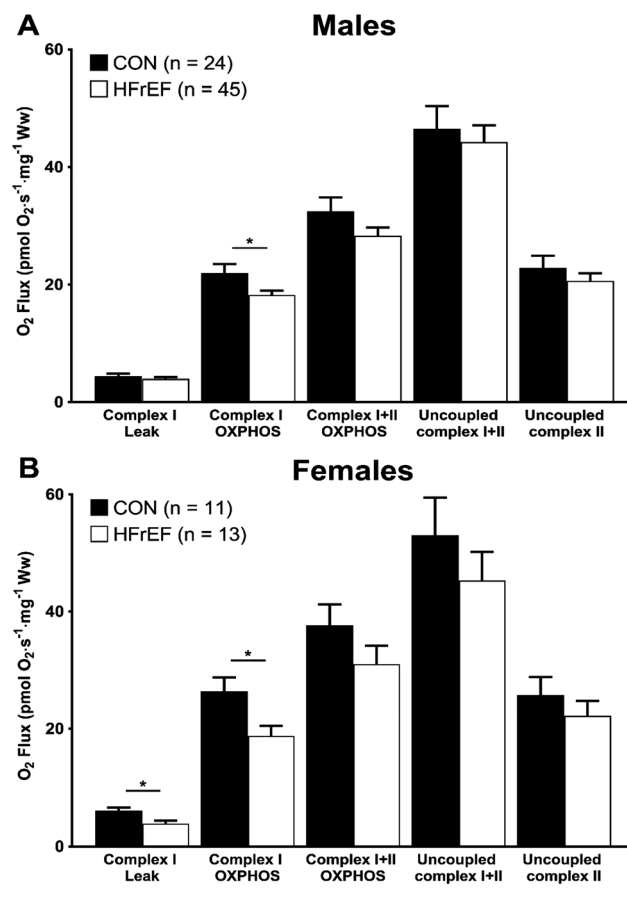 A
Males
60
CON (n = 24)
HFrEF (n = 45)
40
20
0
O₂ Flux (pmol O₂·s⁻¹·mg⁻¹ Ww)
*
Complex I
Leak
Complex I
OXPHOS
Complex I+II
OXPHOS
Uncoupled
complex I+II
Uncoupled
complex II
B
Females
60
CON (n = 11)
HFrEF (n = 13)
40
20
0
O₂ Flux (pmol O₂·s⁻¹·mg⁻¹ Ww)
*
*
Complex I
Leak
Complex I
OXPHOS
Complex I+II
OXPHOS
Uncoupled
complex I+II
Uncoupled
complex II